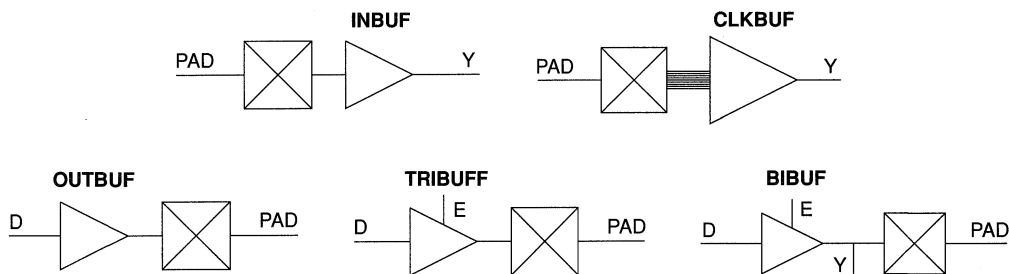 INBUF
PAD
Y
CLKBUF
PAD
Y
OUTBUF
D
PAD
TRIBUFF
E
D
PAD
BIBUF
E
D
Y
PAD